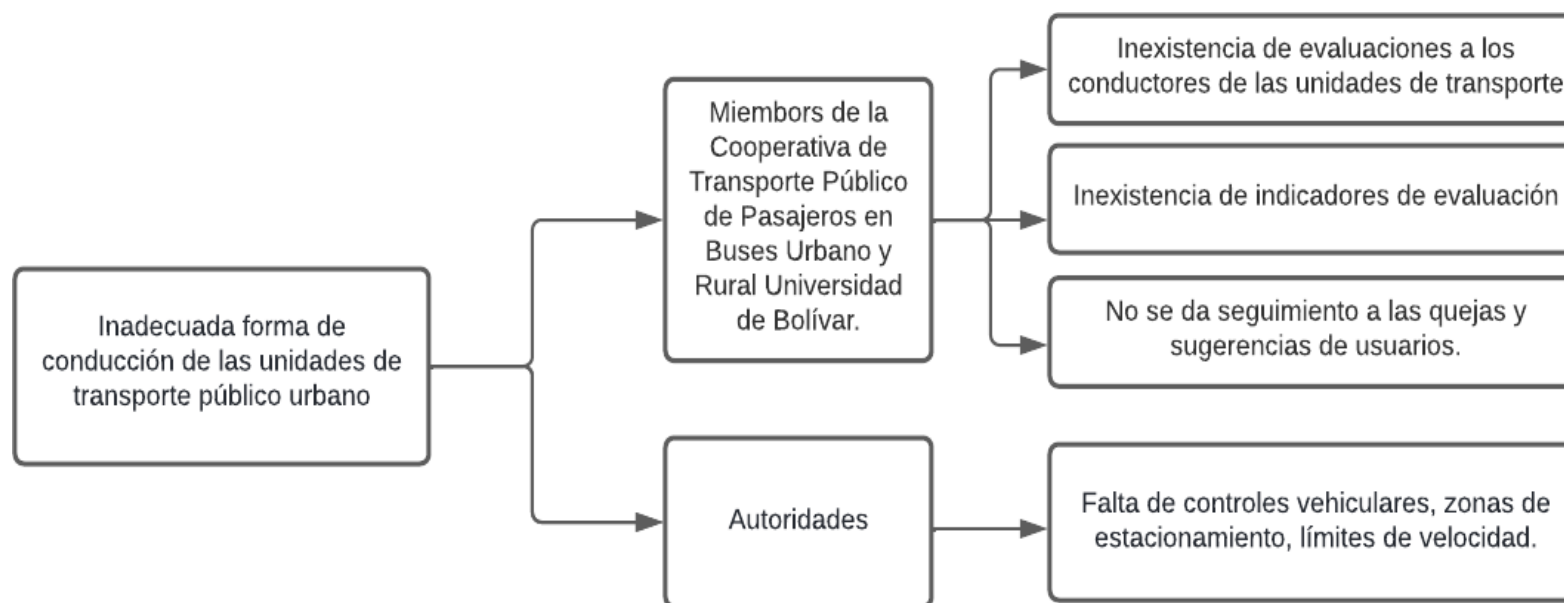 Inadecuada forma de
conducción de las unidades de
transporte público urbano
Miembors de la
Cooperativa de
Transporte Público
de Pasajeros en
Buses Urbano y
Rural Universidad
de Bolívar.
Inexistencia de evaluaciones a los
conductores de las unidades de transporte
Inexistencia de indicadores de evaluación
No se da seguimiento a las quejas y
sugerencias de usuarios.
Autoridades
Falta de controles vehiculares, zonas de
estacionamiento, límites de velocidad.